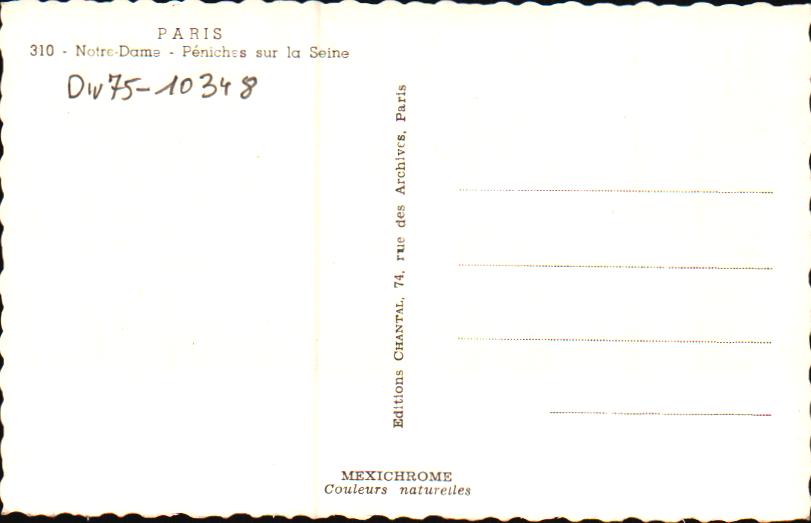 PARIS
310 - Notre-Dame - Péniches sur la Seine
Dw75-10348
Editions CHANTAL, 74, rue des Archives, Paris
MEXICHROME
Couleurs naturelles